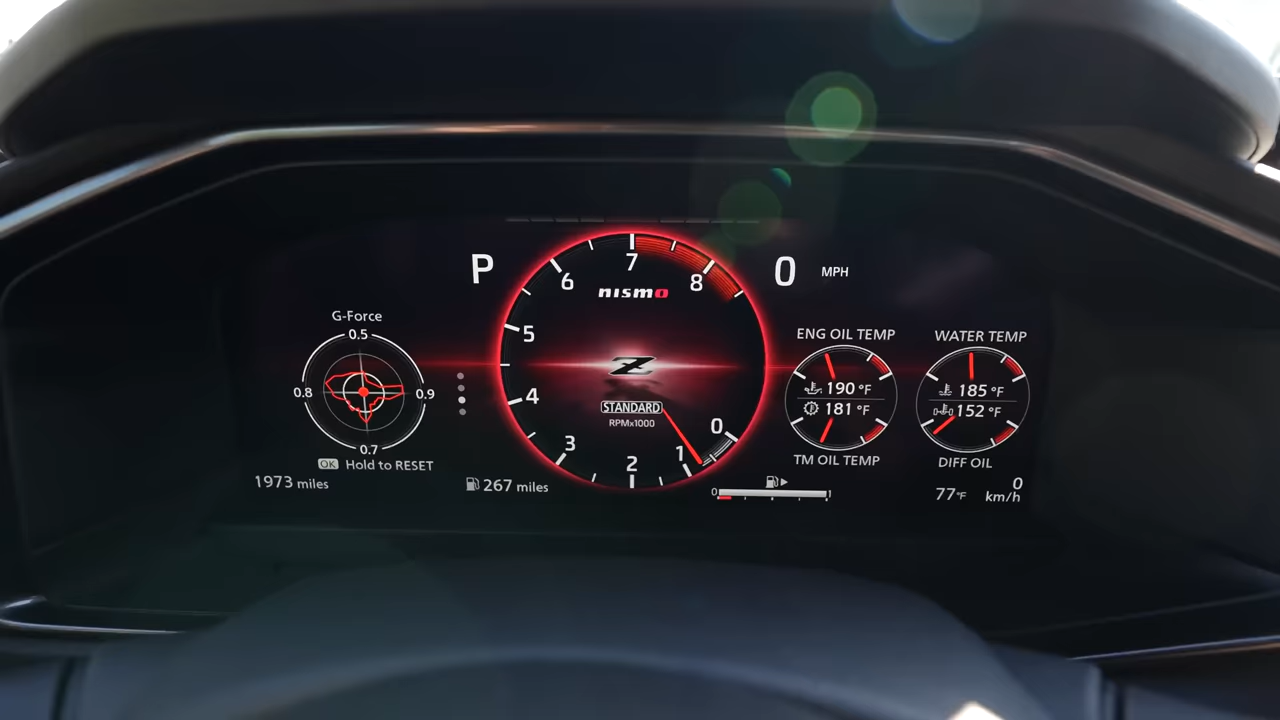 P
0 MPH
7
6
8
nismo
G-Force
0.5
5
ENG OIL TEMP
WATER TEMP
Z
0.8
0.9
4
190 °F
185 °F
STANDARD
181 °F
152 °F
RPMx1000
0
3
1
2
0.7
OK Hold to RESET
TM OIL TEMP
DIFF OIL
1973 miles
267 miles
0 1
77°F
0
km/h